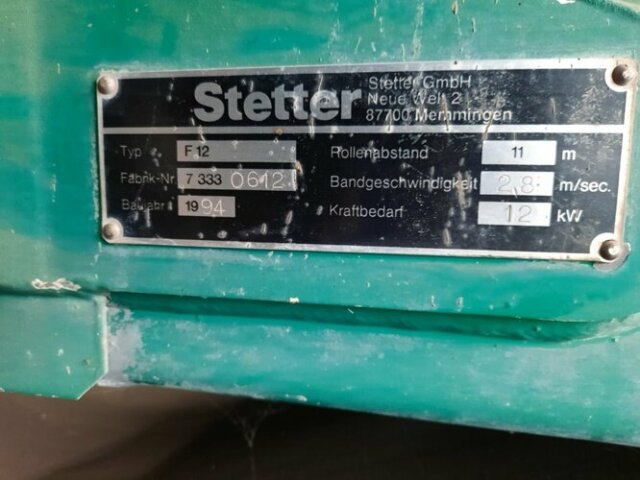 Stetter
Stetter GmbH
Neue Welt 2
87700 Memmingen
Typ F 12
Fabrik-Nr. 7 333 0612
Baujahr 1994
Rollenabstand 11 m
Bandgeschwindigkeit 2,8 m/sec.
Kraftbedarf 12 kW